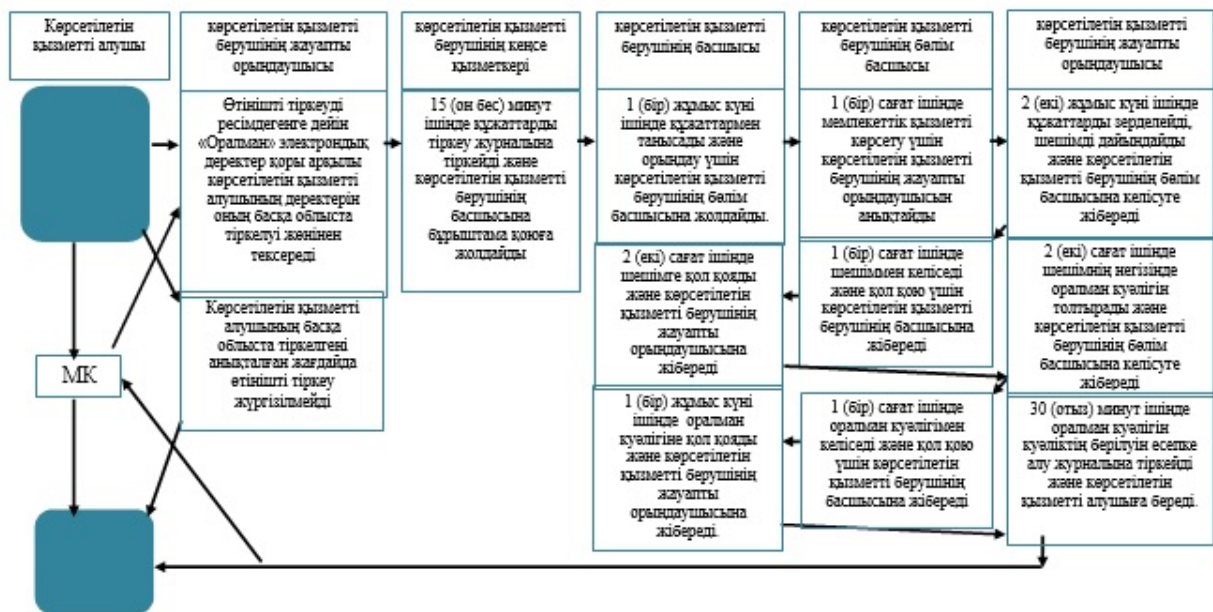 Көрсетілетін
қызметті алушы
көрсетілетін қызметті
берушінің жауапты
орындаушысы
көрсетілетін қызметті
берушінің кеңсе
қызметкері
көрсетілетін қызметті
берушінің басшысы
көрсетілетін қызметті
берушінің бөлім
басшысы
көрсетілетін қызметті
берушінің жауапты
орындаушысы
Өтінішті тіркеуді
ресімдегенге дейін
«Оралман» электрондық
деректер қоры арқылы
көрсетілетін қызметті
алушының деректерін
оның басқа облыста
тіркелуі жөнінен
тексереді
15 (он бес) минут
ішінде құжаттарды
тіркеу журналына
тіркейді және
көрсетілетін қызметті
берушінің
басшысына
бұрыштама қоюға
жолдайды
1 (бір) жұмыс күні
ішінде құжаттармен
танысады және
орындау үшін
көрсетілетін
қызметті берушінің
бөлім басшысына жолдайды.
1 (бір) сағат ішінде
мемлекеттік қызметті
көрсету үшін
көрсетілетін қызметті
берушінің жауапты
орындаушысын
анықтайды
2 (екі) жұмыс күні ішінде
құжаттарды зерделейді,
шешімді дайындайды
және көрсетілетін
қызметті берушінің бөлім
басшысына келісуге
жібереді
Көрсетілетін қызметті
алушының басқа
облыста тіркелгені
анықталған жағдайда
өтінішті тіркеу
жүргізілмейді
2 (екі) сағат ішінде
шешімге қол қояды
және көрсетілетін
қызметті берушінің
жауапты
орындаушысына
жібереді
1 (бір) сағат ішінде
шешіммен келіседі
және қол қою үшін
көрсетілетін қызметті
берушінің басшысына
жібереді
2 (екі) сағат ішінде
шешімнің негізінде
оралман куәлігін
толтырады және
көрсетілетін қызметті
берушінің бөлім
басшысына келісуге
жібереді
МК
1 (бір) жұмыс күні
ішінде оралман
куәлігіне қол қояды
және көрсетілетін
қызметті берушінің
жауапты
орындаушысына
жібереді.
1 (бір) сағат ішінде
оралман куәлігімен
келіседі және қол қою
үшін көрсетілетін
қызметті берушінің
басшысына жібереді
30 (отыз) минут ішінде
оралман куәлігін
куәліктің берілуін есепке
алу журналына тіркейді
және көрсетілетін
қызметті алушыға береді.